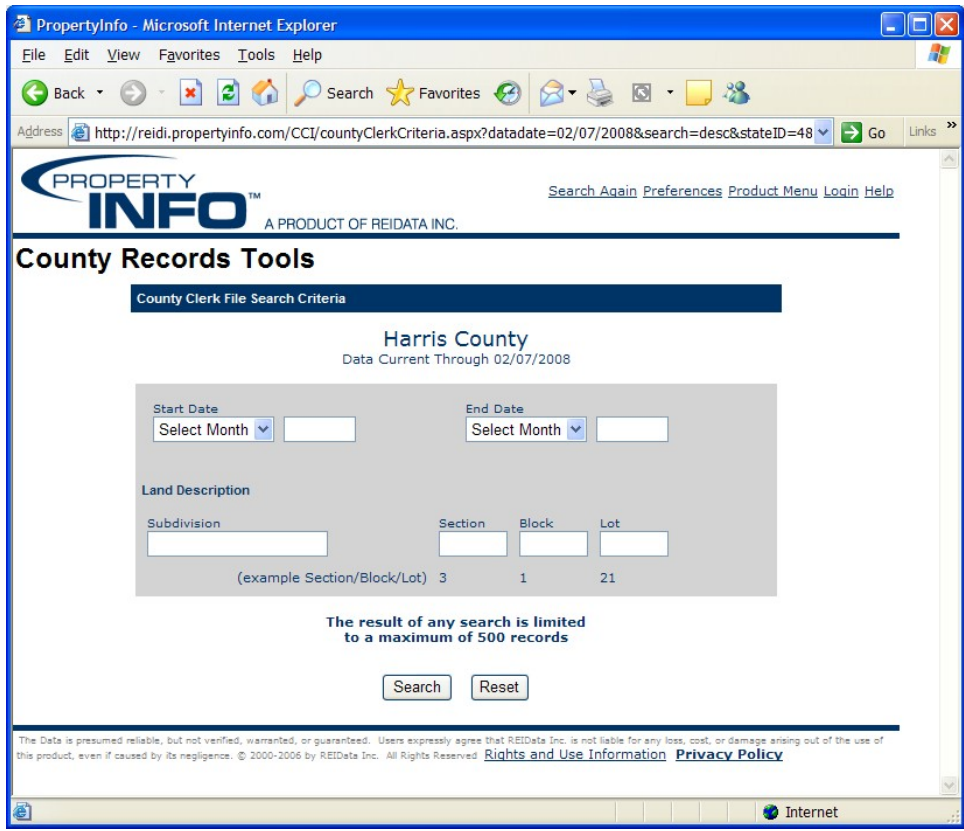 PropertyInfo - Microsoft Internet Explorer
File Edit View Favorites Tools Help
Back Search Favorites
Address http://reidi.propertyinfo.com/CCI/countyClerkCriteria.aspx?datadate=02/07/2008&search=desc&stateID=48 Go Links »
PROPERTY
INFO™
A PRODUCT OF REIDATA INC.
Search Again Preferences Product Menu Login Help
County Records Tools
County Clerk File Search Criteria
Harris County
Data Current Through 02/07/2008
Start Date End Date
Select Month Select Month
Land Description
Subdivision Section Block Lot
(example Section/Block/Lot) 3 1 21
The result of any search is limited
to a maximum of 500 records
Search Reset
The Data is presumed reliable, but not verified, warranted, or guaranteed. Users expressly agree that REIData Inc. is not liable for any loss, cost, or damage arising out of the use of
this product, even if caused by its negligence. © 2000-2006 by REIData Inc. All Rights Reserved Rights and Use Information Privacy Policy
Internet